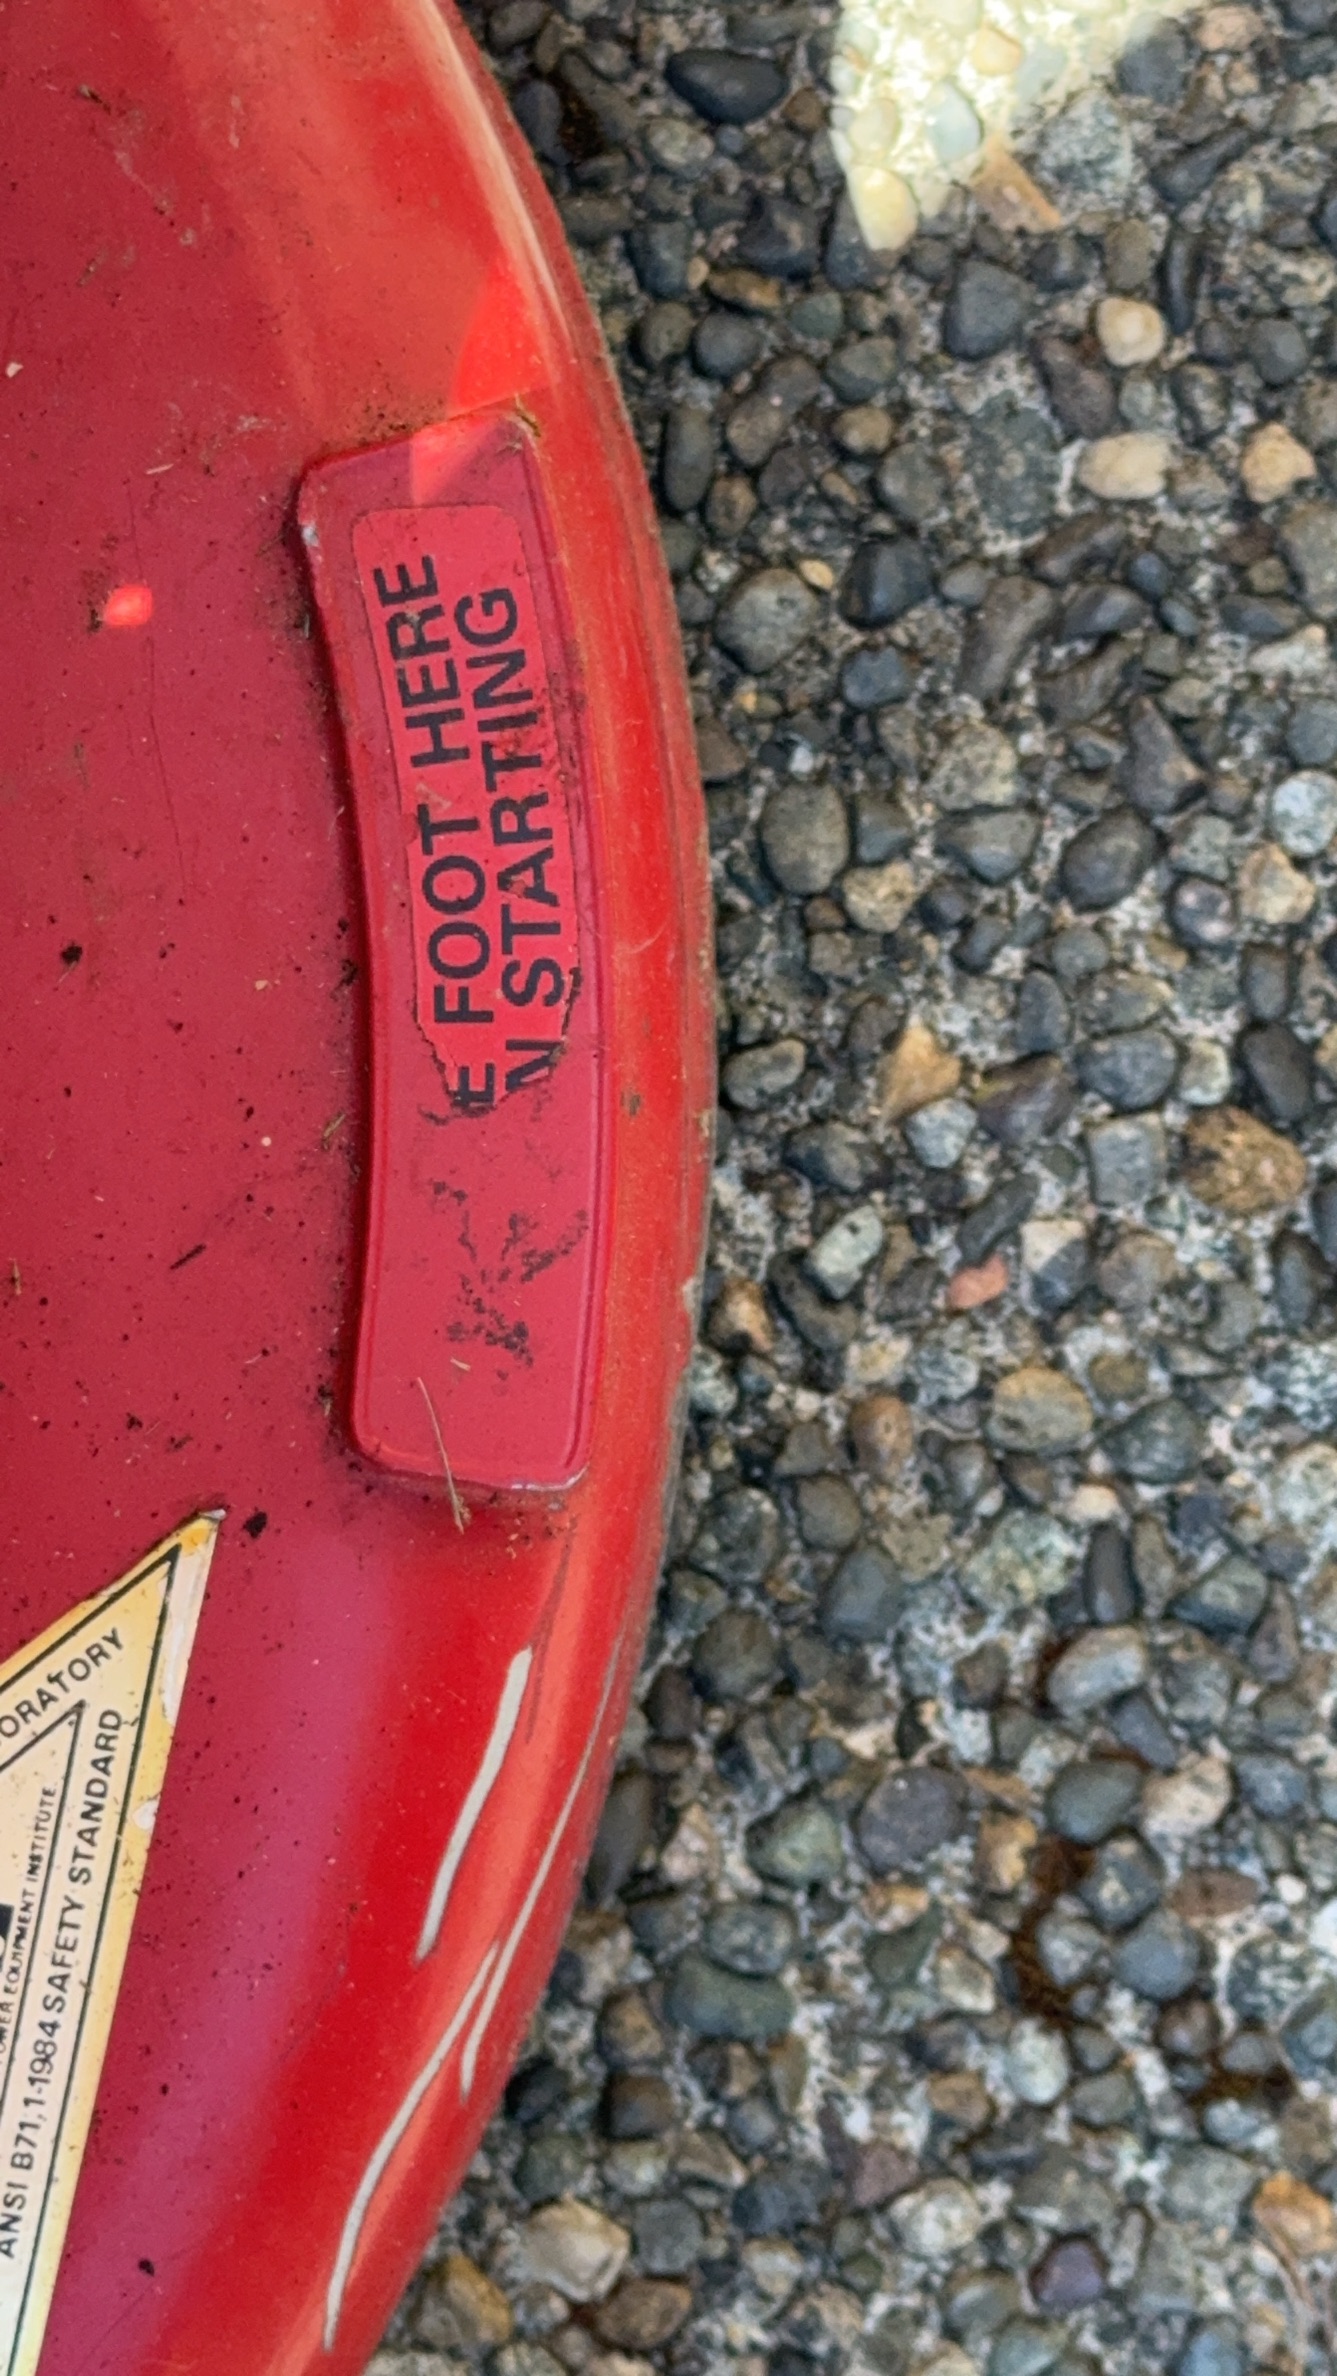 E FOOT HERE
N STARTING
ORATORY
POWER EQUIPMENT INSTITUTE
ANSI B71.1-1984 SAFETY STANDARD